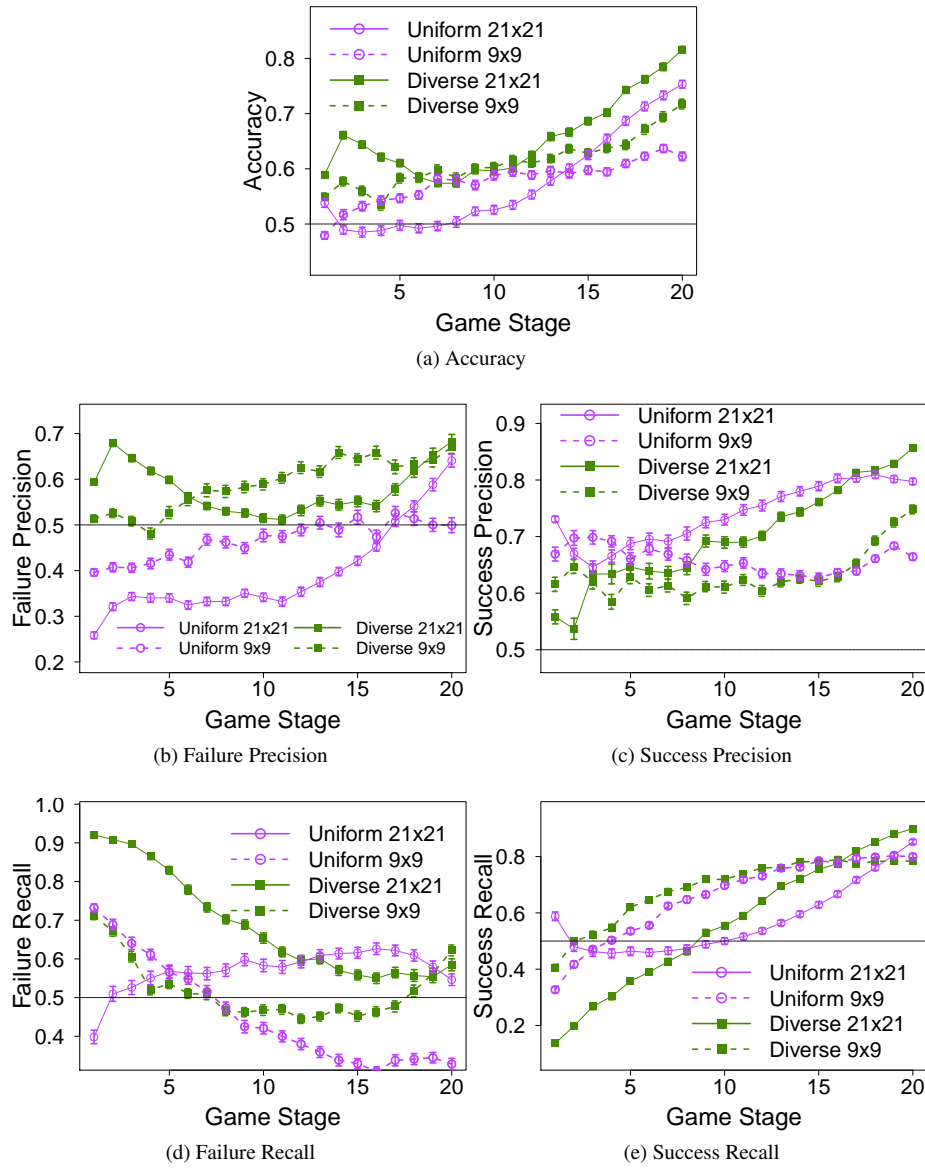 Uniform 21x21
Uniform 9x9
Diverse 21x21
Diverse 9x9
Accuracy
0.8
0.7
0.6
0.5
5 10 15 20
Game Stage
(a) Accuracy
Failure Precision
0.7
0.6
0.5
0.4
0.3
0.2
Uniform 21x21 Diverse 21x21
Uniform 9x9 Diverse 9x9
5 10 15 20
Game Stage
(b) Failure Precision
Success Precision
0.9
0.8
0.7
0.6
0.5
Uniform 21x21
Uniform 9x9
Diverse 21x21
Diverse 9x9
5 10 15 20
Game Stage
(c) Success Precision
Failure Recall
1.0
0.9
0.8
0.7
0.6
0.5
0.4
Uniform 21x21
Uniform 9x9
Diverse 21x21
Diverse 9x9
5 10 15 20
Game Stage
(d) Failure Recall
Success Recall
0.8
0.6
0.4
0.2
Uniform 21x21
Uniform 9x9
Diverse 21x21
Diverse 9x9
5 10 15 20
Game Stage
(e) Success Recall